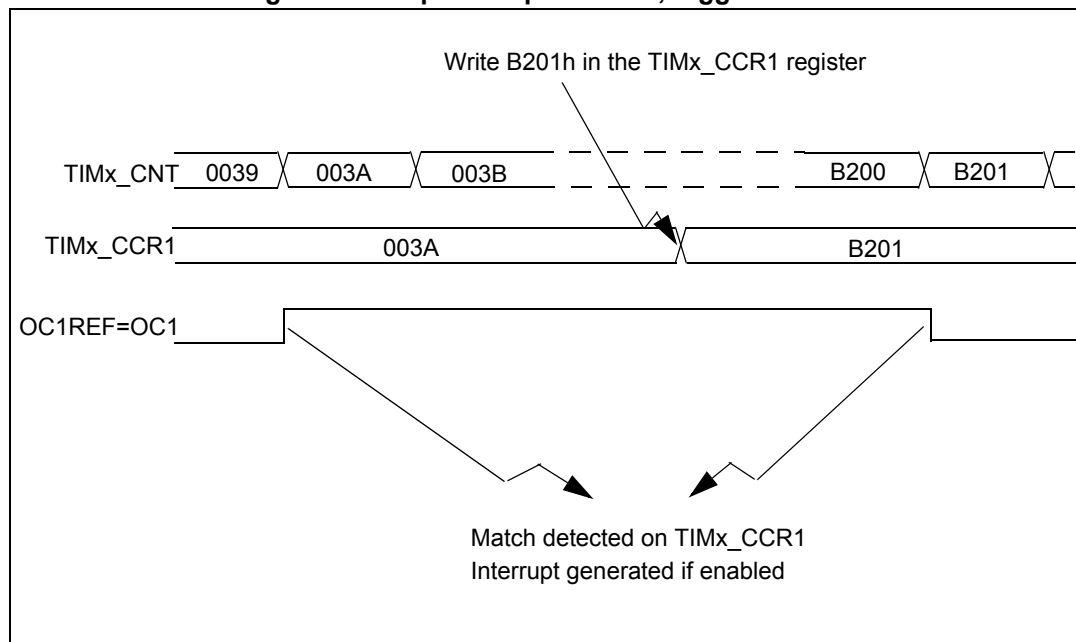 Write B201h in the TIMx_CCR1 register
TIMx_CNT 0039 003A 003B B200 B201
TIMx_CCR1 003A B201
OC1REF=OC1
Match detected on TIMx_CCR1
Interrupt generated if enabled